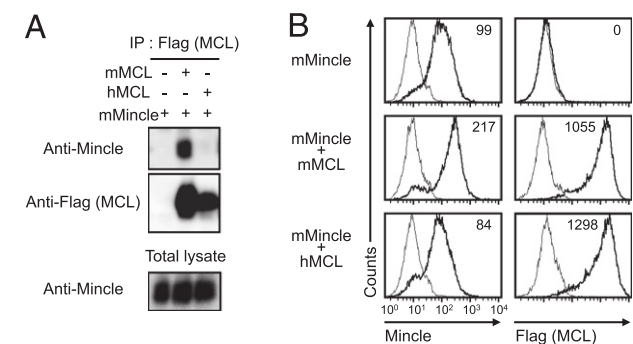 A
IP : Flag (MCL)
mMCL - + -
hMCL - - +
mMincle + + +
Anti-Mincle
Anti-Flag (MCL)
Total lysate
Anti-Mincle
B
mMincle
99
0
mMincle
+
mMCL
217
1055
mMincle
+
hMCL
84
1298
Counts
10⁰ 10¹ 10² 10³ 10⁴
Mincle
Flag (MCL)